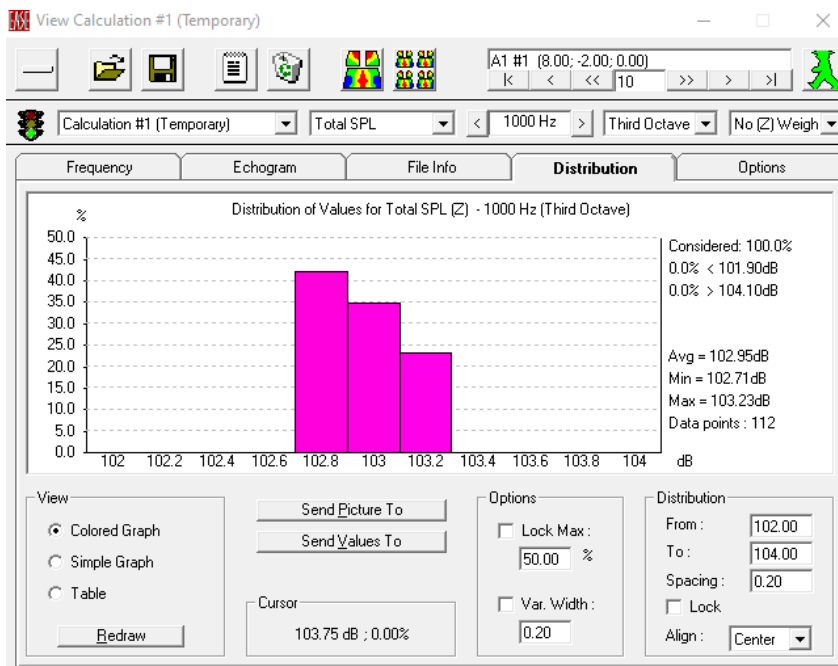 EASE View Calculation #1 (Temporary)
A1 #1 (8.00; -2.00; 0.00)
|< < << 10 >> > >|
Calculation #1 (Temporary) Total SPL < 1000 Hz > Third Octave No (Z) Weigh
Frequency Echogram File Info Distribution Options
% Distribution of Values for Total SPL (Z) - 1000 Hz (Third Octave)
50.0
45.0
40.0
35.0
30.0
25.0
20.0
15.0
10.0
5.0
0.0
102 102.2 102.4 102.6 102.8 103 103.2 103.4 103.6 103.8 104 dB
Considered: 100.0%
0.0% < 101.90dB
0.0% > 104.10dB
Avg = 102.95dB
Min = 102.71dB
Max = 103.23dB
Data points : 112
View
Colored Graph
Simple Graph
Table
Redraw
Send Picture To
Send Values To
Cursor
103.75 dB ; 0.00%
Options
Lock Max :
50.00 %
Var. Width :
0.20
Distribution
From : 102.00
To : 104.00
Spacing : 0.20
Lock
Align : Center